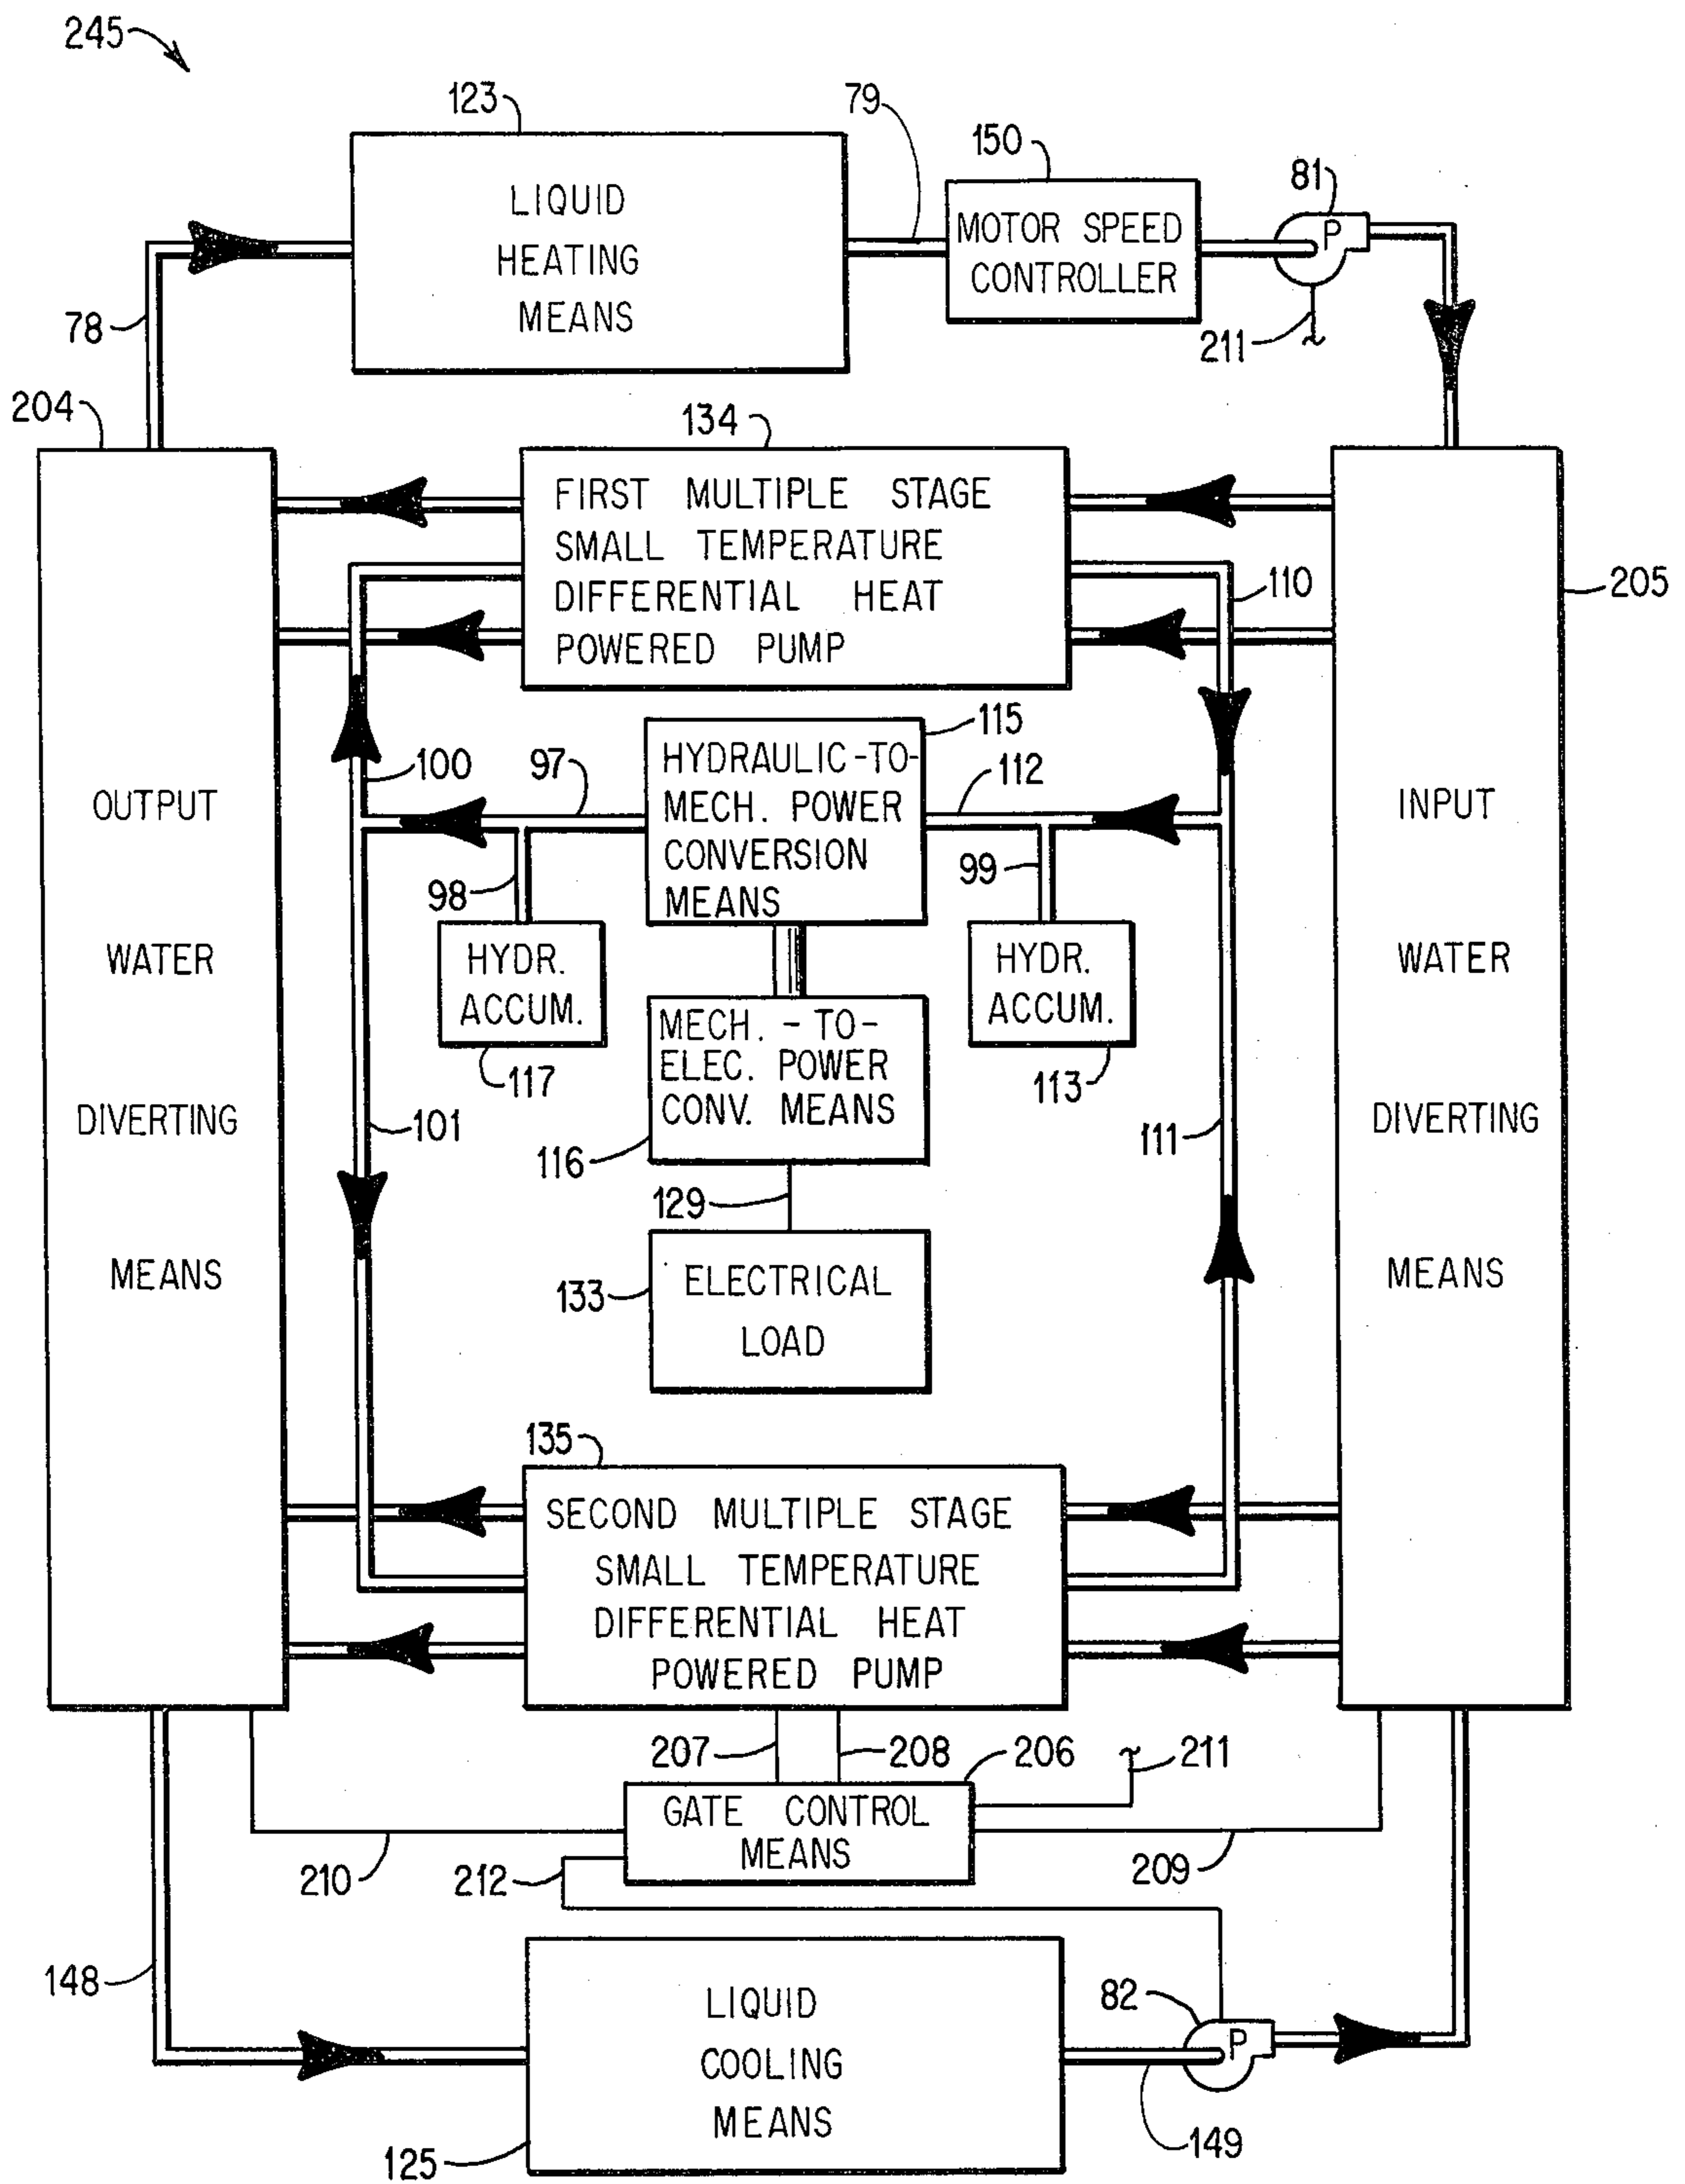 245
123
79
150
81
LIQUID
HEATING
MEANS
MOTOR SPEED
CONTROLLER
P
78
211
204
134
FIRST MULTIPLE STAGE
SMALL TEMPERATURE
DIFFERENTIAL HEAT
POWERED PUMP
110
205
115
100
97
HYDRAULIC-TO-
MECH. POWER
CONVERSION
MEANS
112
OUTPUT
WATER
DIVERTING
MEANS
INPUT
WATER
DIVERTING
MEANS
98
99
HYDR.
ACCUM.
HYDR.
ACCUM.
MECH. -TO-
ELEC. POWER
CONV. MEANS
117
113
101
116
111
129
133
ELECTRICAL
LOAD
135
SECOND MULTIPLE STAGE
SMALL TEMPERATURE
DIFFERENTIAL HEAT
POWERED PUMP
207
208
206
211
GATE CONTROL
MEANS
210
212
209
148
LIQUID
COOLING
MEANS
82
P
125
149